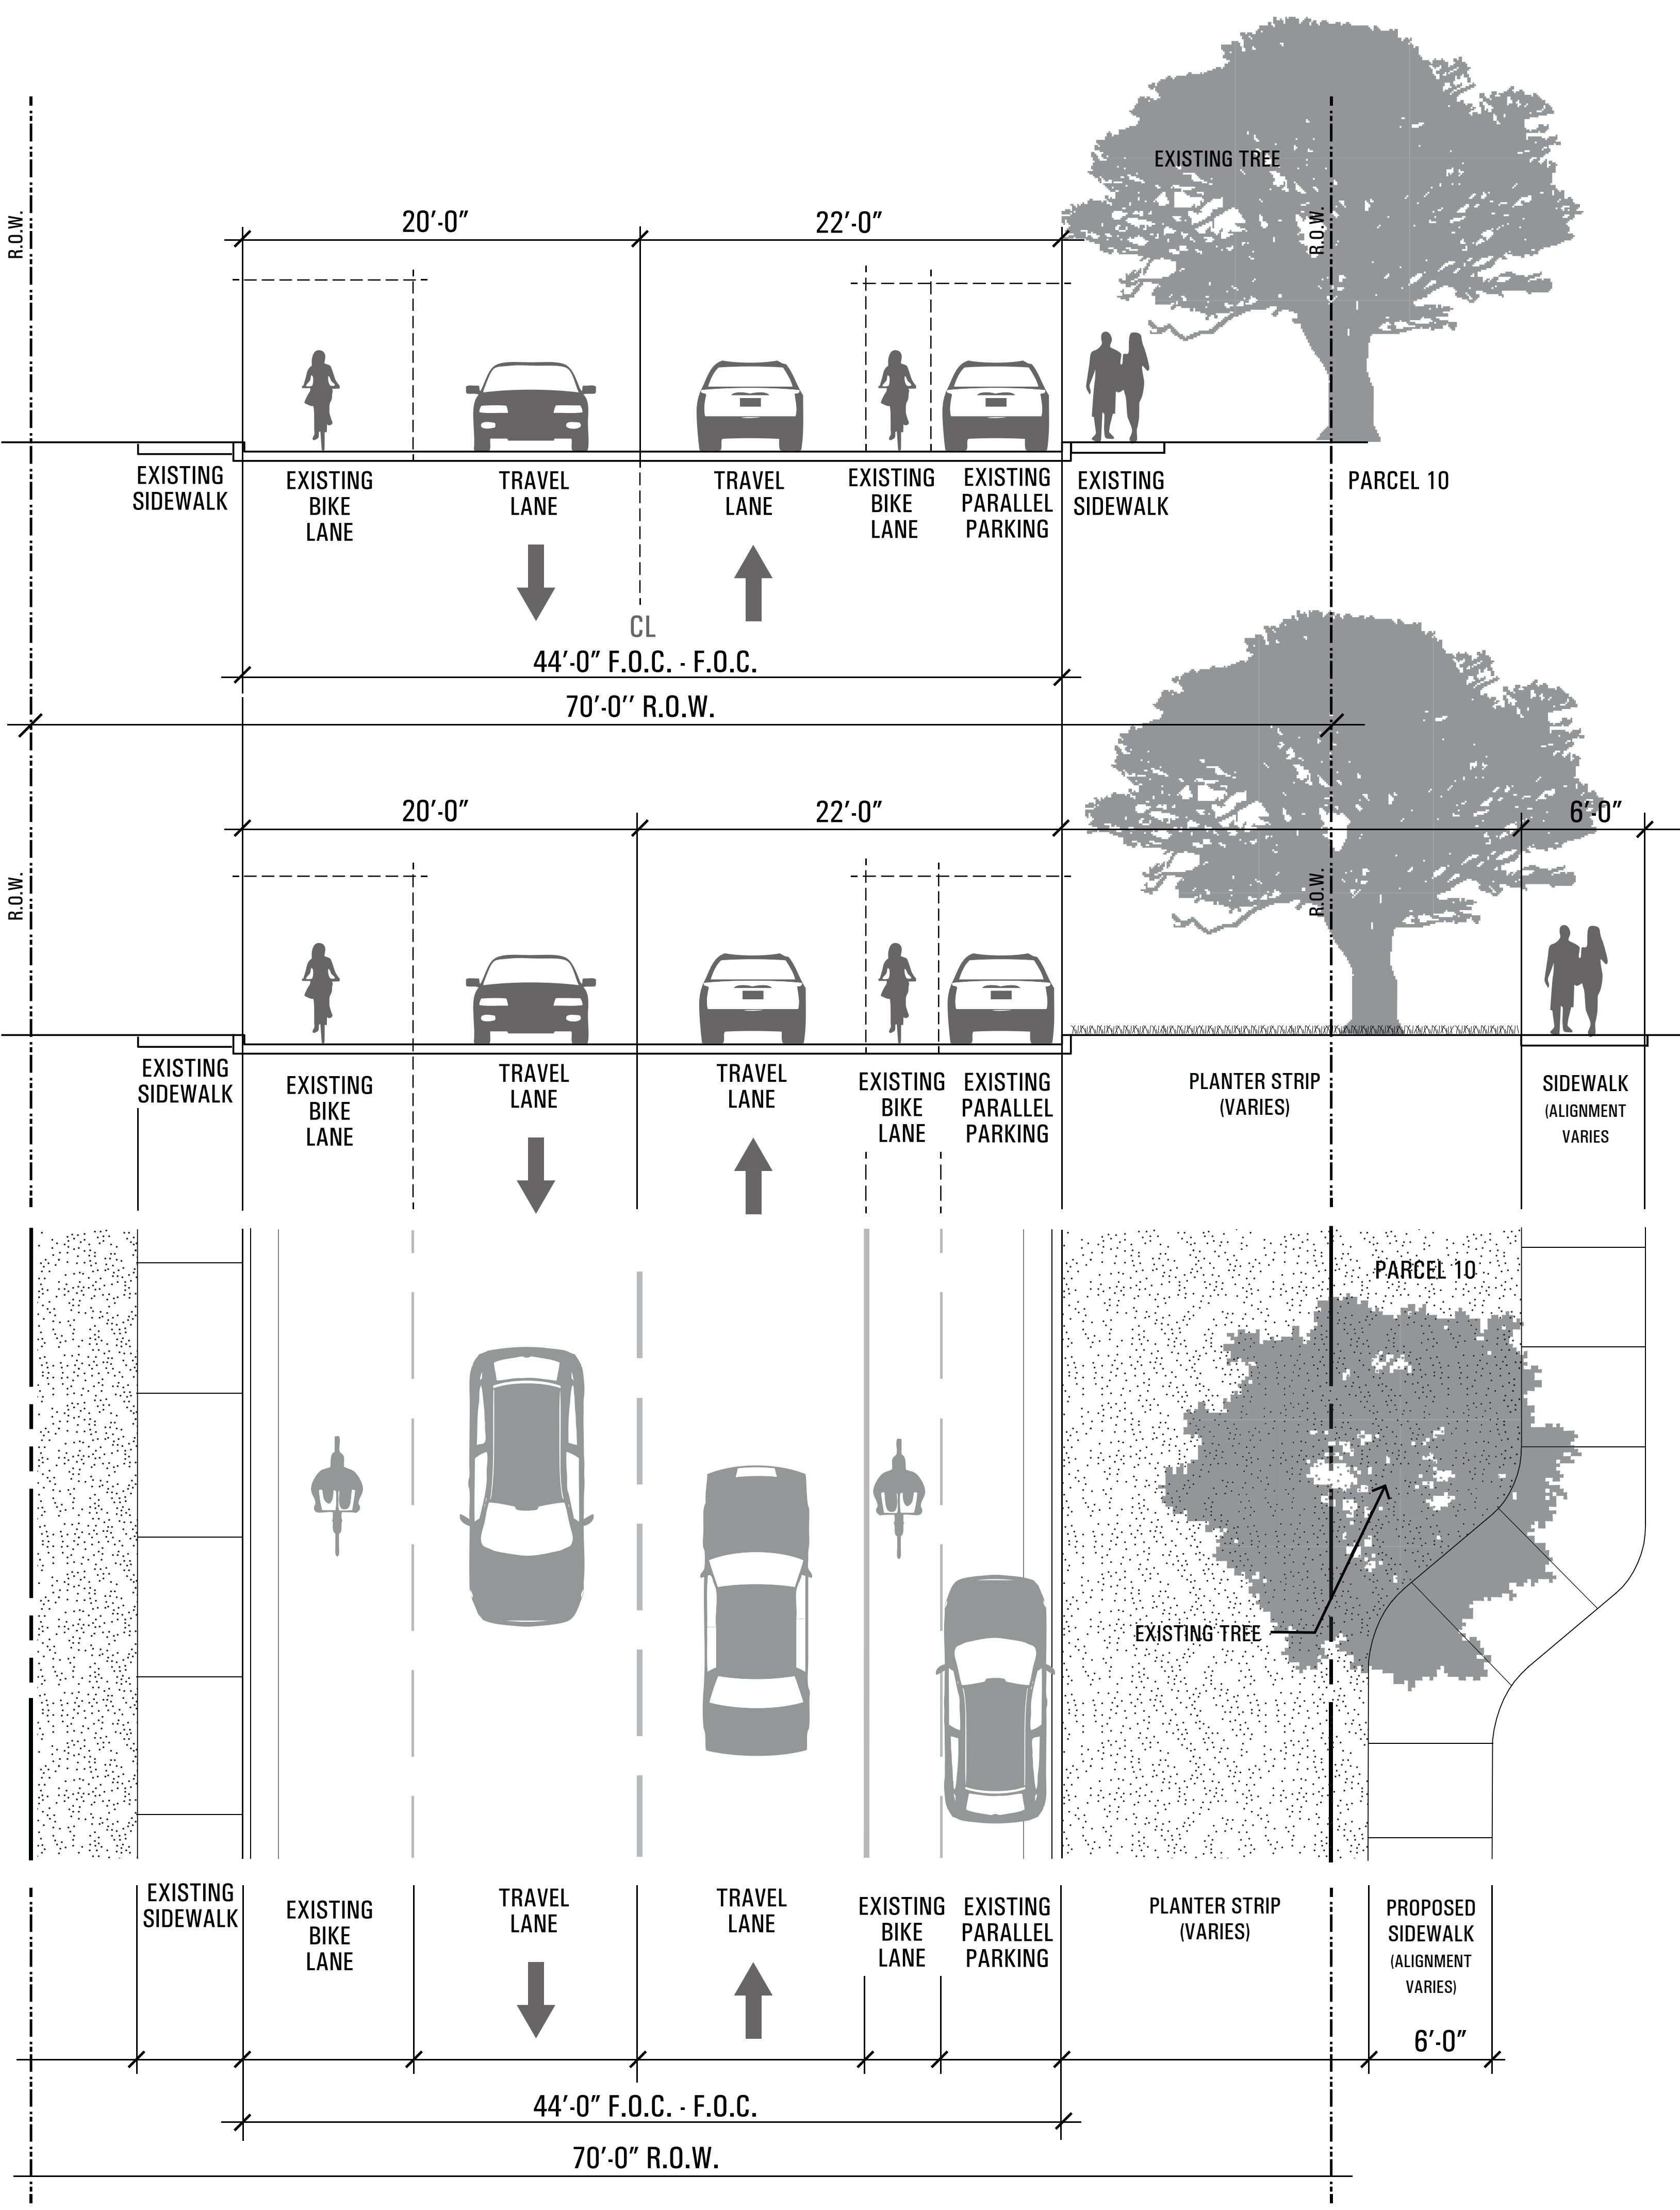 EXISTING TREE
R.O.W.
R.O.W.
20'-0"
22'-0"
EXISTING
SIDEWALK
EXISTING
BIKE
LANE
TRAVEL
LANE
TRAVEL
LANE
EXISTING
BIKE
LANE
EXISTING
PARALLEL
PARKING
EXISTING
SIDEWALK
PARCEL 10
CL
44'-0" F.O.C. - F.O.C.
70'-0'' R.O.W.
20'-0"
22'-0"
6'-0"
R.O.W.
R.O.W.
EXISTING
SIDEWALK
EXISTING
BIKE
LANE
TRAVEL
LANE
TRAVEL
LANE
EXISTING
BIKE
LANE
EXISTING
PARALLEL
PARKING
PLANTER STRIP
(VARIES)
SIDEWALK
(ALIGNMENT
VARIES
PARCEL 10
EXISTING TREE
EXISTING
SIDEWALK
EXISTING
BIKE
LANE
TRAVEL
LANE
TRAVEL
LANE
EXISTING
BIKE
LANE
EXISTING
PARALLEL
PARKING
PLANTER STRIP
(VARIES)
PROPOSED
SIDEWALK
(ALIGNMENT
VARIES)
6'-0"
44'-0" F.O.C. - F.O.C.
70'-0" R.O.W.